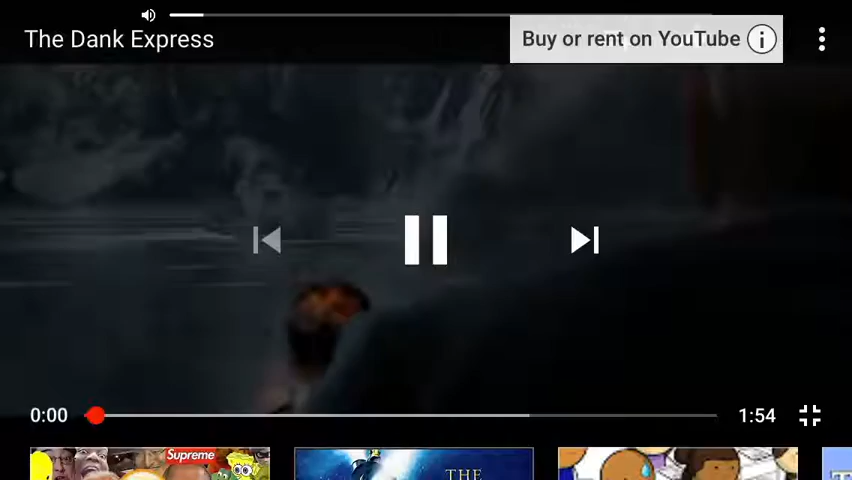 The Dank Express
Buy or rent on YouTube
0:00
1:54
Supreme
THE